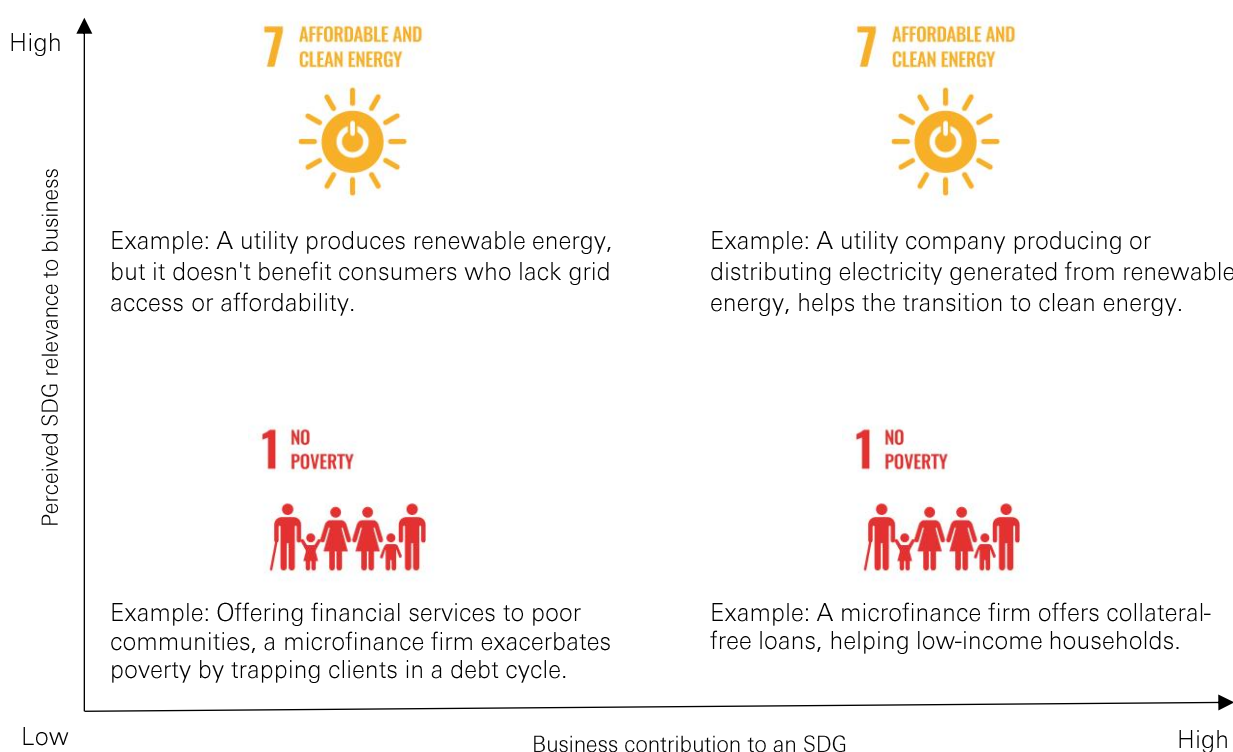 High
7 AFFORDABLE AND
CLEAN ENERGY
7 AFFORDABLE AND
CLEAN ENERGY
Perceived SDG relevance to business
Example: A utility produces renewable energy,
but it doesn't benefit consumers who lack grid
access or affordability.
Example: A utility company producing or
distributing electricity generated from renewable
energy, helps the transition to clean energy.
1 NO
POVERTY
1 NO
POVERTY
Example: Offering financial services to poor
communities, a microfinance firm exacerbates
poverty by trapping clients in a debt cycle.
Example: A microfinance firm offers collateral-
free loans, helping low-income households.
Low
Business contribution to an SDG
High